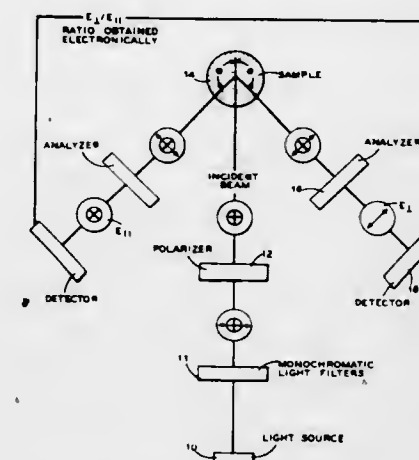 E⊥/E||
RATIO OBTAINED
ELECTRONICALLY
14
SAMPLE
ANALYZER
ANALYZER
INCIDENT
BEAM
16
E||
E⊥
POLARIZER
12
DETECTOR
DETECTOR
18
11
MONOCHROMATIC
LIGHT FILTERS
10
LIGHT SOURCE